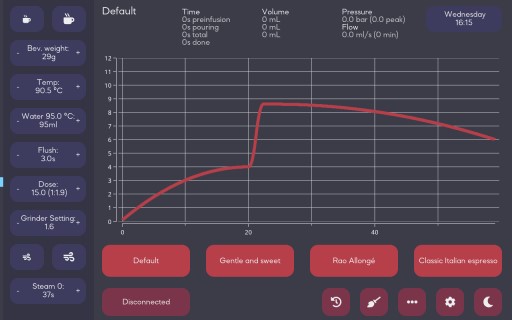 Default
Time
0s preinfusion
0s pouring
0s total
0s done
Volume
0 mL
0 mL
0 mL
Pressure
0.0 bar (0.0 peak)
Flow
0.0 ml/s (0 min)
Wednesday
16:15
- Bev. weight: +
29g
- Temp: +
90.5 °C
- Water 95.0 °C: +
95ml
- Flush: +
3.0s
- Dose: +
15.0 (1:1.9)
- Grinder Setting: +
1.6
- Steam 0: +
37s
12
11
10
9
8
7
6
5
4
3
2
1
0
0 20 40
Default
Gentle and sweet
Rao Allongé
Classic Italian espresso
Disconnected